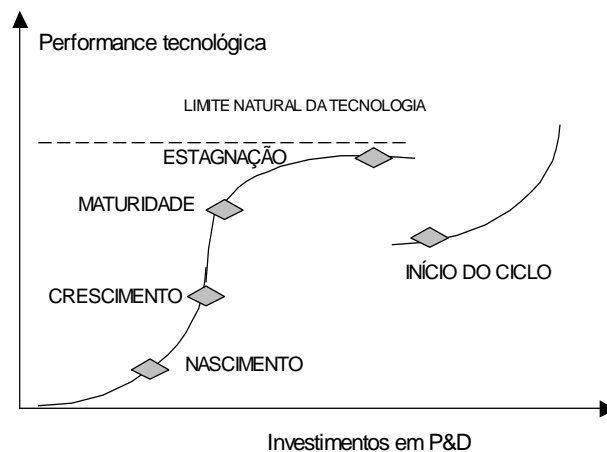 Performance tecnológica
LIMITE NATURAL DA TECNOLOGIA
ESTAGNAÇÃO
MATURIDADE
INÍCIO DO CICLO
CRESCIMENTO
NASCIMENTO
Investimentos em P&D